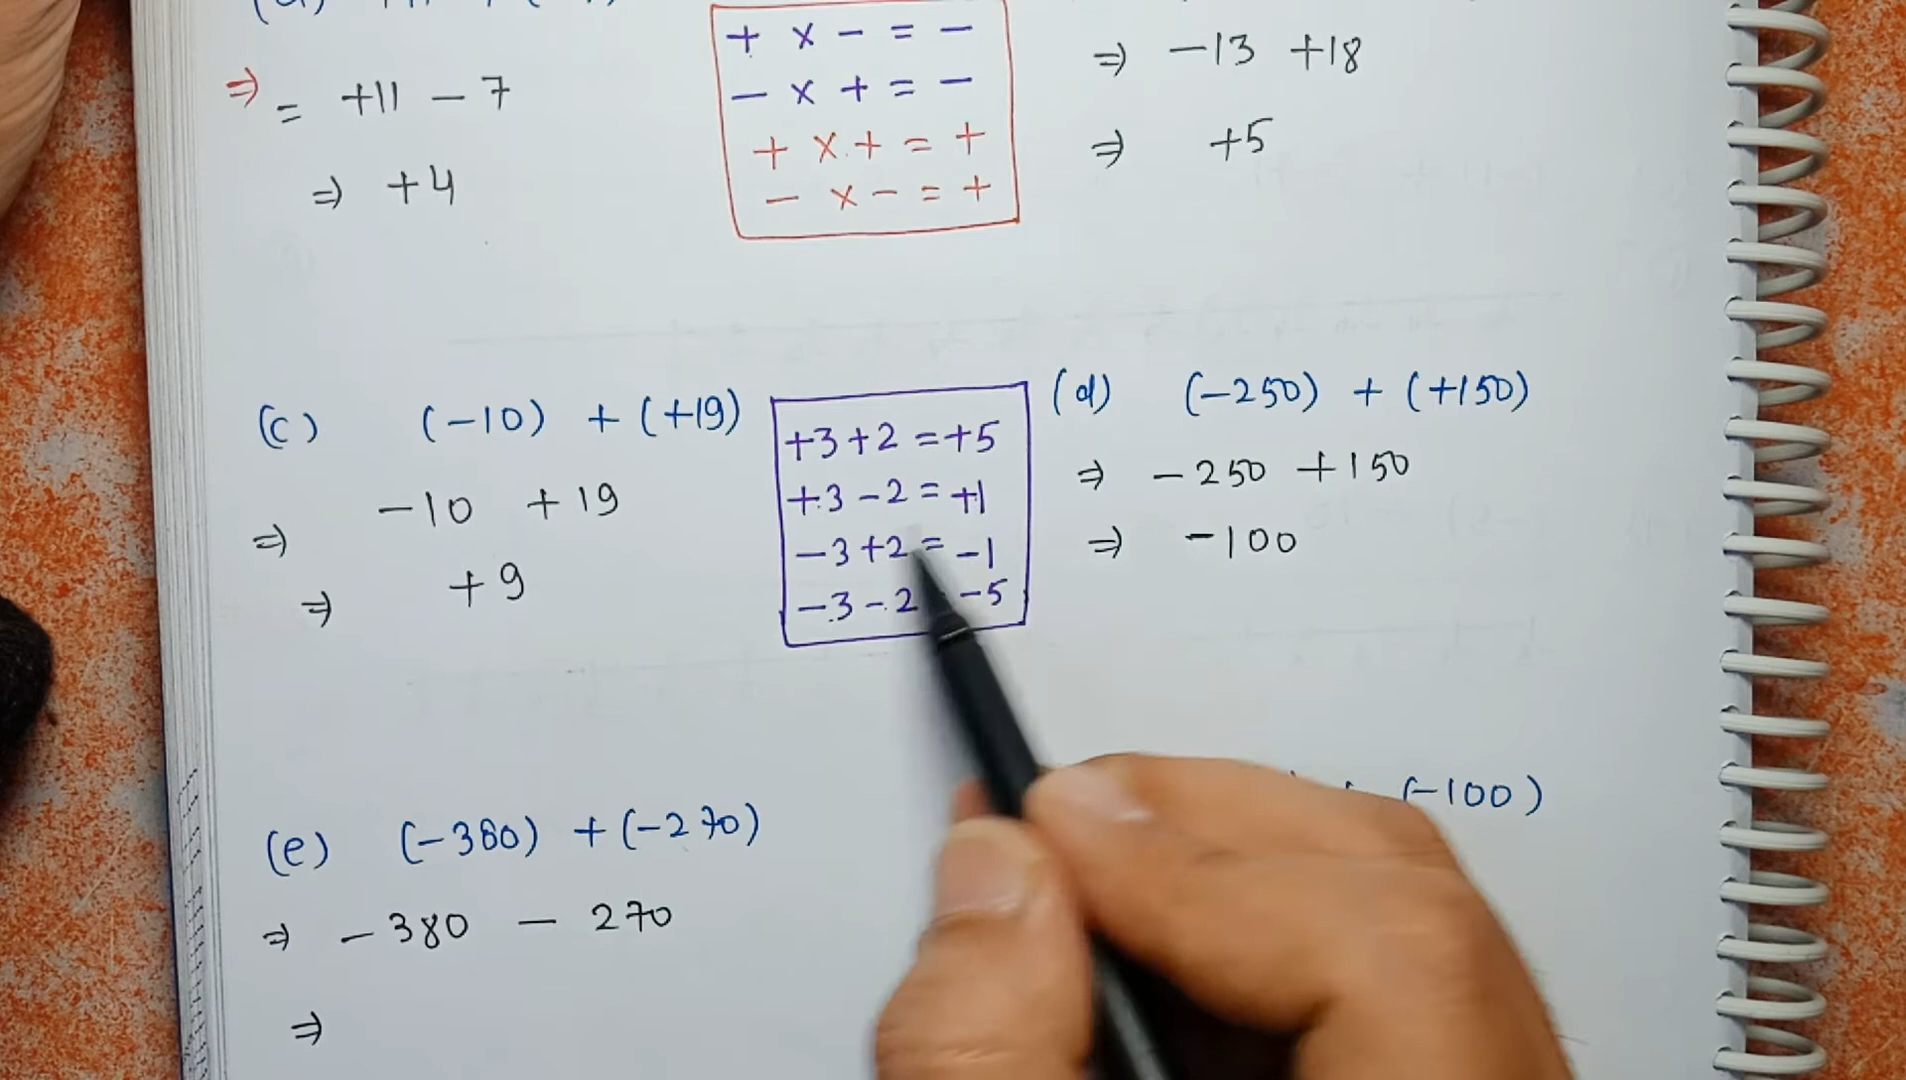 ⇒ = +11 - 7
⇒ +4
+ × - = -
- × + = -
+ × + = +
- × - = +
⇒ -13 +18
⇒ +5
(c) (-10) + (+19)
⇒ -10 +19
⇒ +9
+3+2 =+5
+3-2= +1
-3+2= -1
-3-2 -5
(d) (-250) + (+150)
⇒ -250 +150
⇒ -100
(e) (-380) +(-270)
⇒ -380 - 270
⇒
(-100)